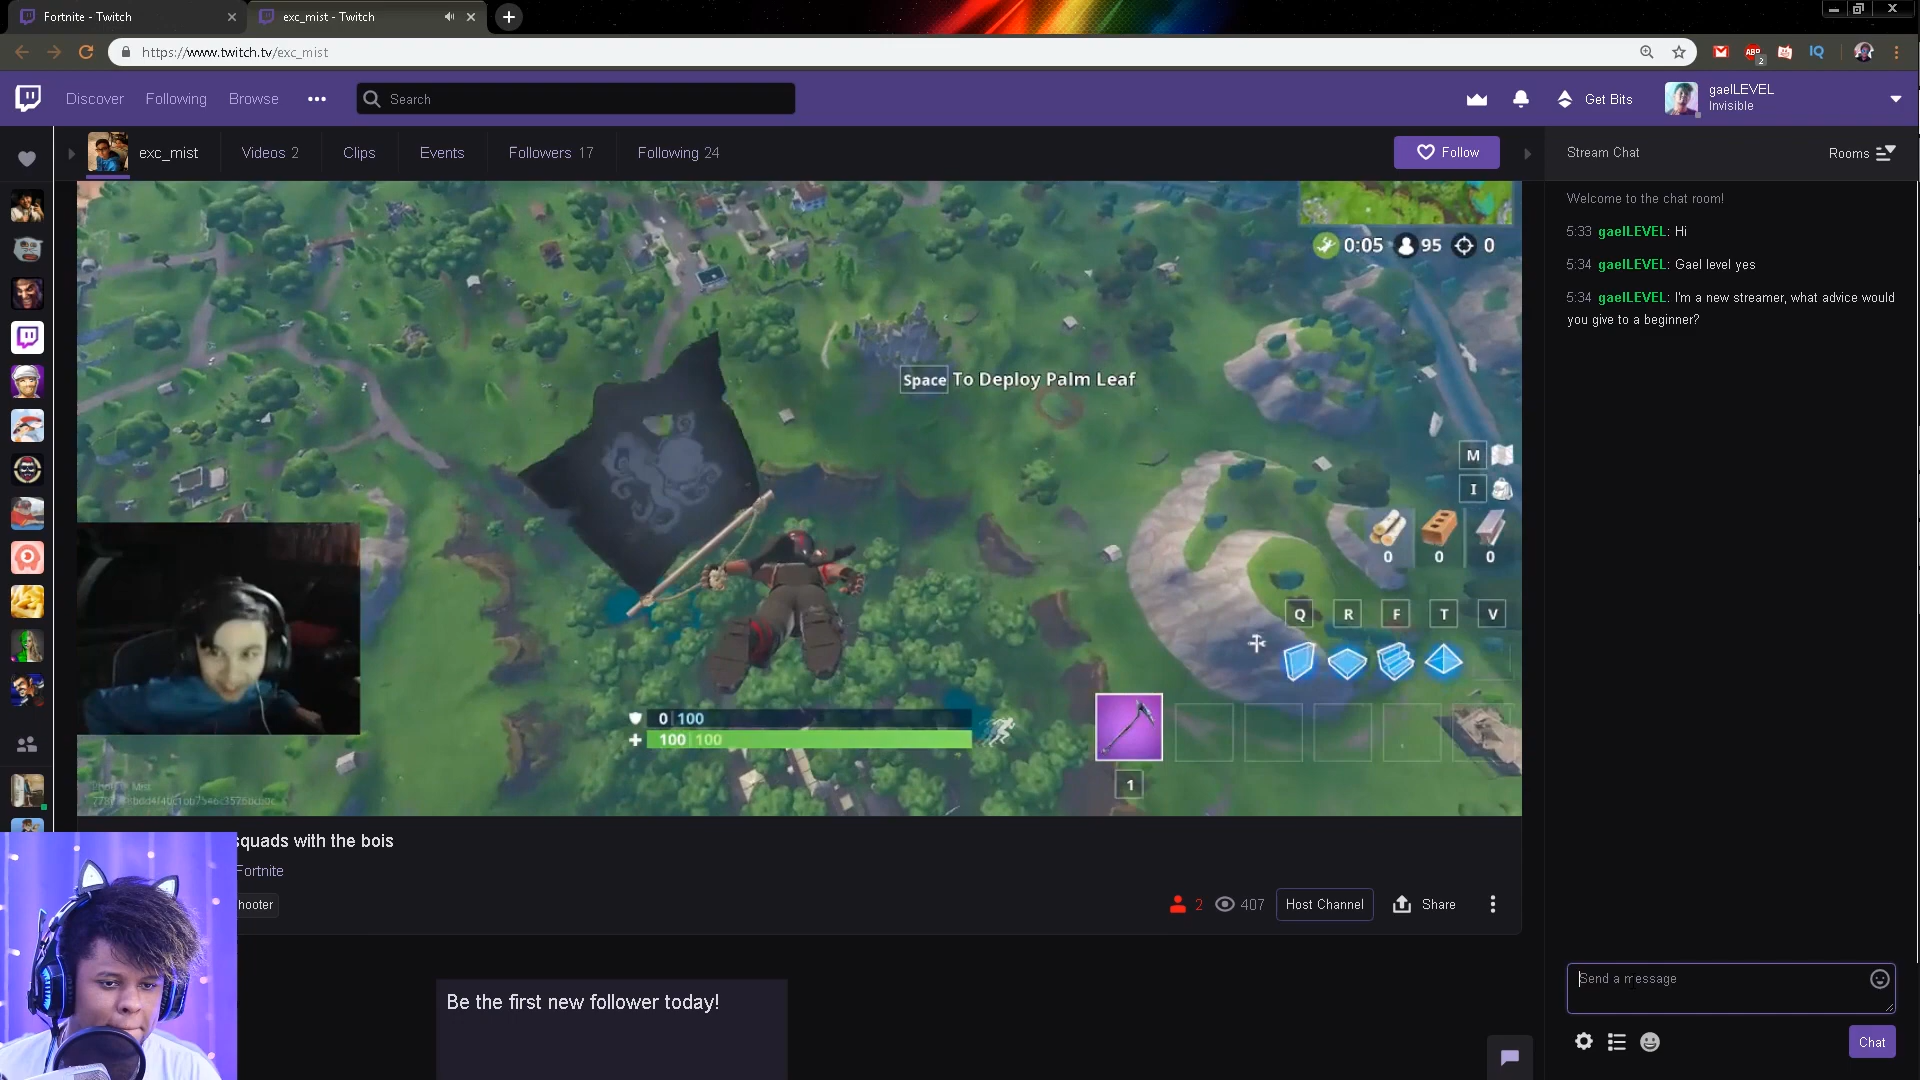 Fortnite - Twitch
exc_mist - Twitch
https://www.twitch.tv/exc_mist
ABP
2
IQ
Discover
Following
Browse
Search
Get Bits
gaelLEVEL
Invisible
exc_mist
Videos 2
Clips
Events
Followers 17
Following 24
Follow
Stream Chat
Rooms
Welcome to the chat room!
5:33 gaelLEVEL: Hi
5:34 gaelLEVEL: Gael level yes
5:34 gaelLEVEL: I'm a new streamer, what advice would
you give to a beginner?
0:05 95 0
Space To Deploy Palm Leaf
M
I
0 0 0
Q R F T V
0 | 100
100 | 100
1
squads with the bois
Fortnite
hooter
2 407
Host Channel
Share
Be the first new follower today!
Send a message
Chat